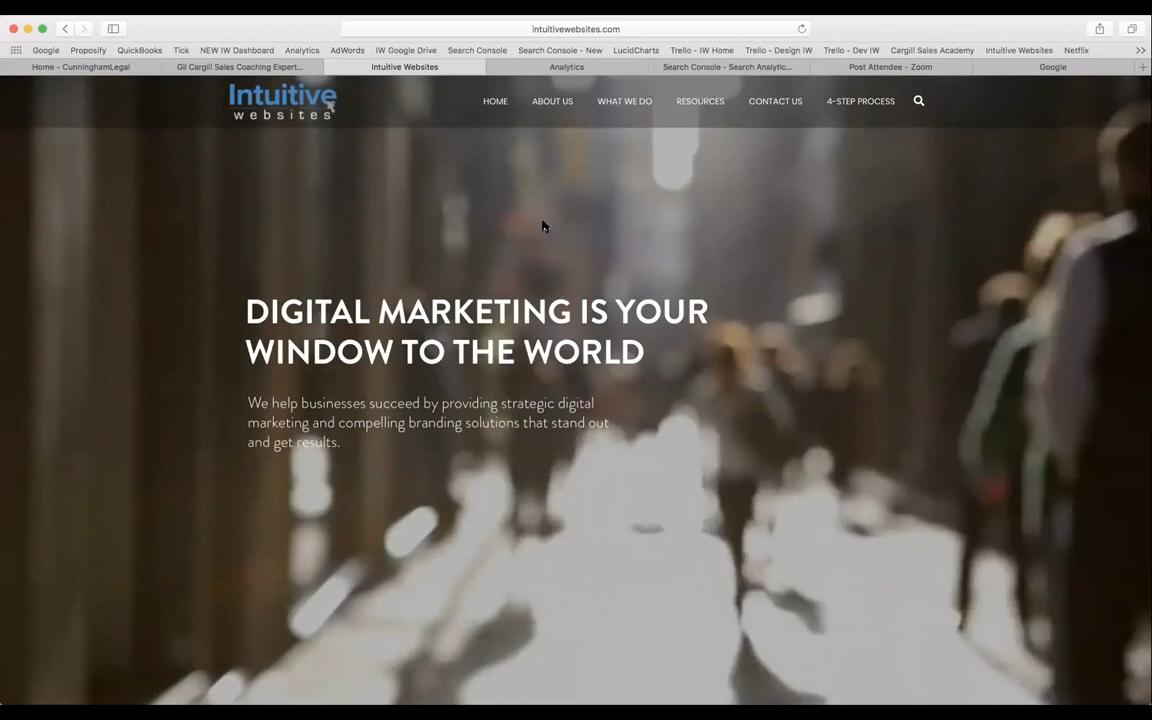 intuitivewebsites.com
Google Proposify QuickBooks Tick NEW IW Dashboard Analytics AdWords IW Google Drive Search Console Search Console - New LucidCharts Trello - IW Home Trello - Design IW Trello - Dev IW Cargill Sales Academy Intuitive Websites Netflix
Home - CunninghamLegal Gil Cargill Sales Coaching Expert... Intuitive Websites Analytics Search Console - Search Analytic... Post Attendee - Zoom Google
Intuitive
websites
HOME ABOUT US WHAT WE DO RESOURCES CONTACT US 4-STEP PROCESS
DIGITAL MARKETING IS YOUR
WINDOW TO THE WORLD
We help businesses succeed by providing strategic digital
marketing and compelling branding solutions that stand out
and get results.